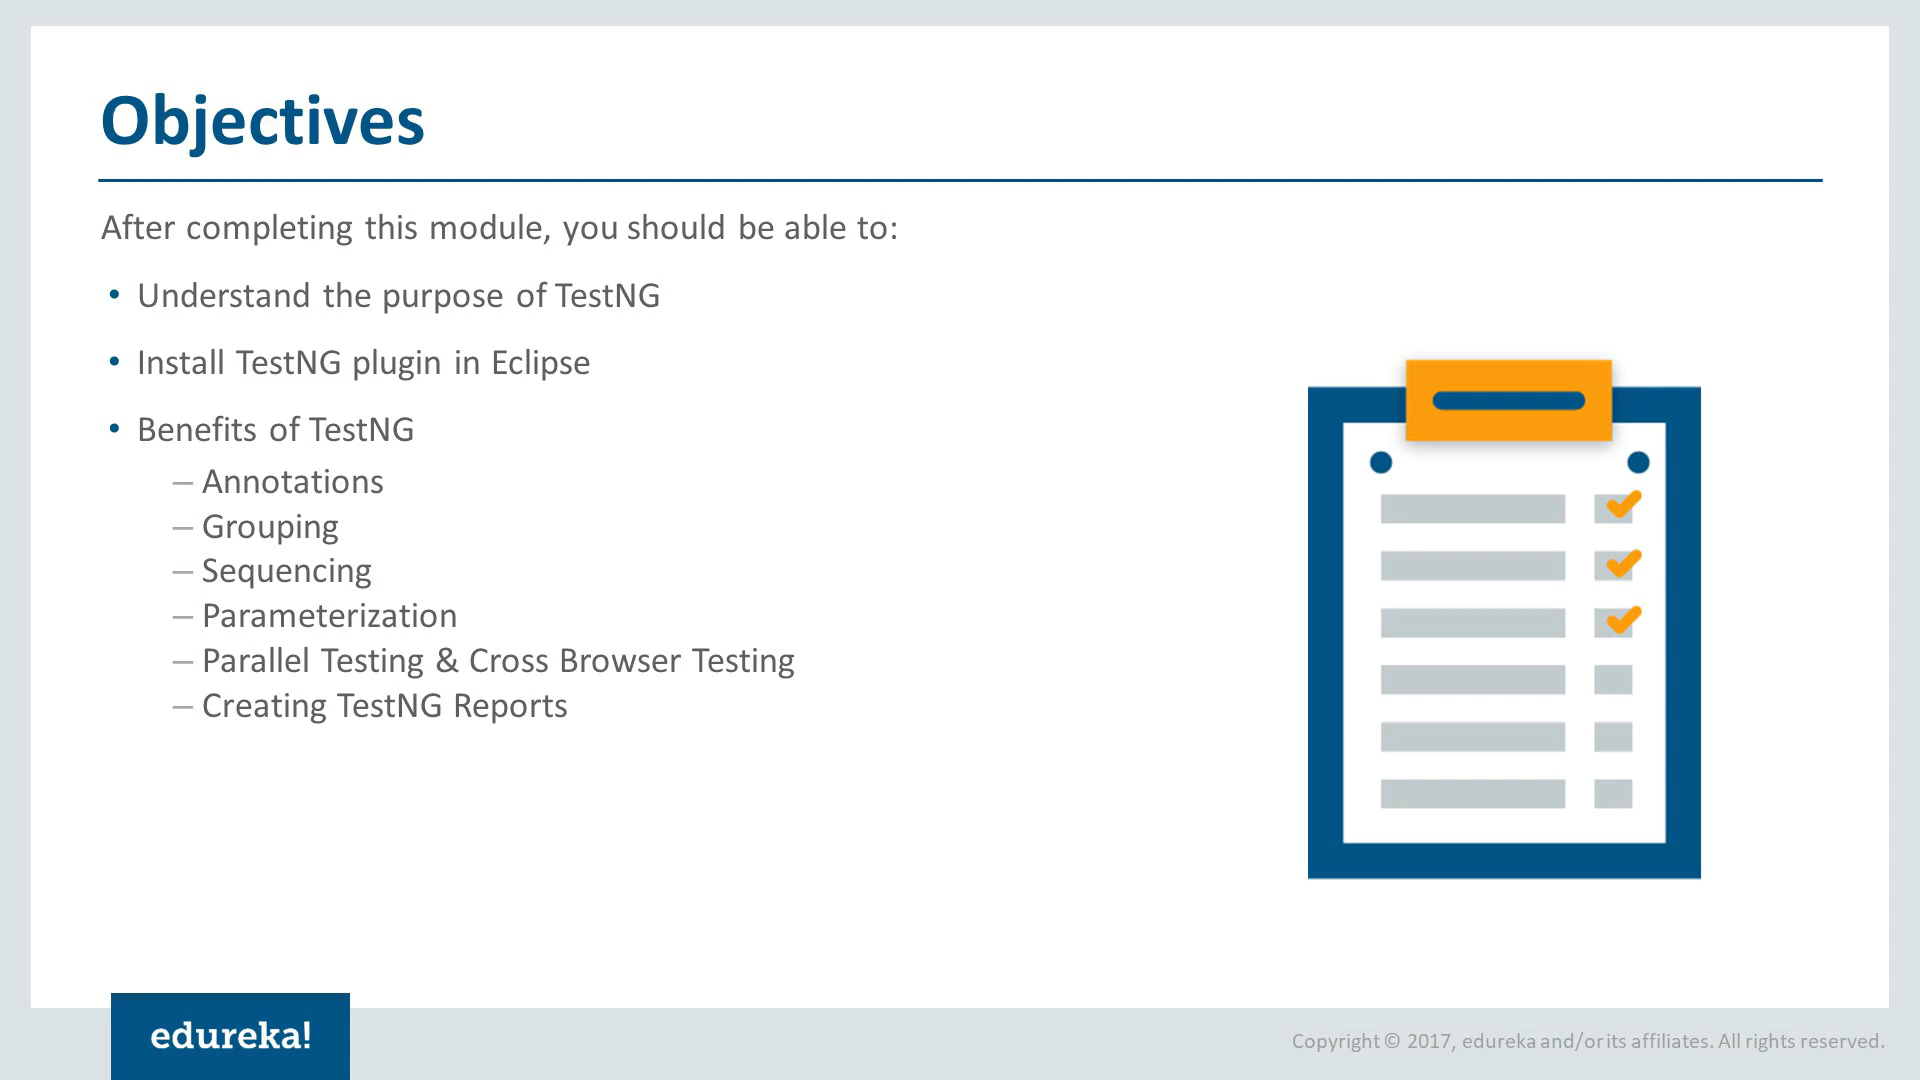 Objectives
After completing this module, you should be able to:
• Understand the purpose of TestNG
• Install TestNG plugin in Eclipse
• Benefits of TestNG
– Annotations
– Grouping
– Sequencing
– Parameterization
– Parallel Testing & Cross Browser Testing
– Creating TestNG Reports
edureka!
Copyright © 2017, edureka and/or its affiliates. All rights reserved.